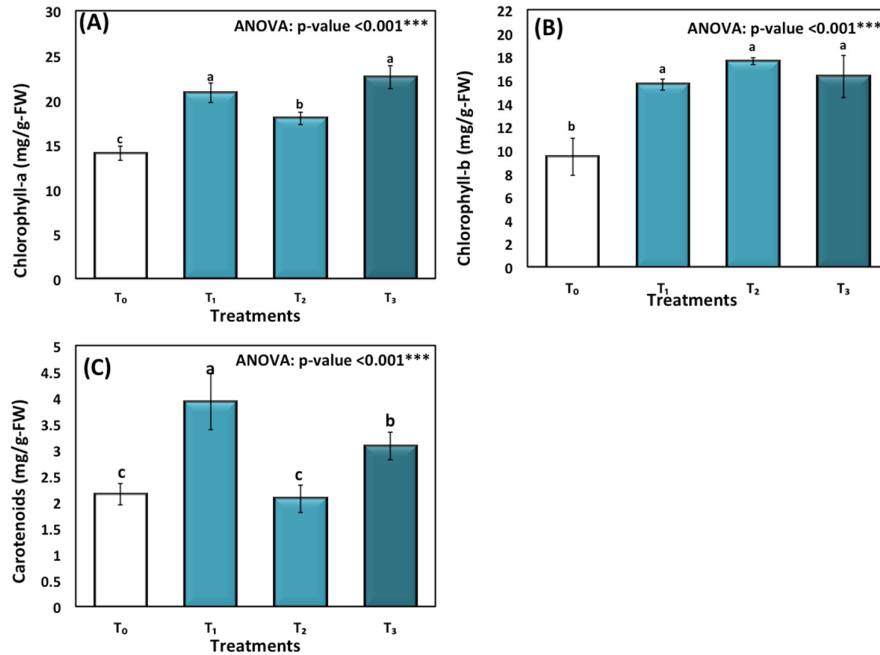 (A)
ANOVA: p-value <0.001***
Chlorophyll-a (mg/g-FW)
30
25
20
15
10
5
0
c
a
b
a
T₀
T₁
T₂
T₃
Treatments
(B)
ANOVA: p-value <0.001***
Chlorophyll-b (mg/g-FW)
22
20
18
16
14
12
10
8
6
4
2
0
b
a
a
a
T₀
T₁
T₂
T₃
Treatments
(C)
ANOVA: p-value <0.001***
Carotenoids (mg/g-FW)
5
4.5
4
3.5
3
2.5
2
1.5
1
0.5
0
c
a
c
b
T₀
T₁
T₂
T₃
Treatments